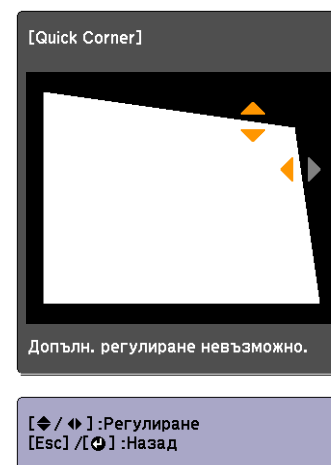 [Quick Corner]
Допълн. регулиране невъзможно.
[⬍/⬌]:Регулиране
[Esc] /[⏎]:Назад